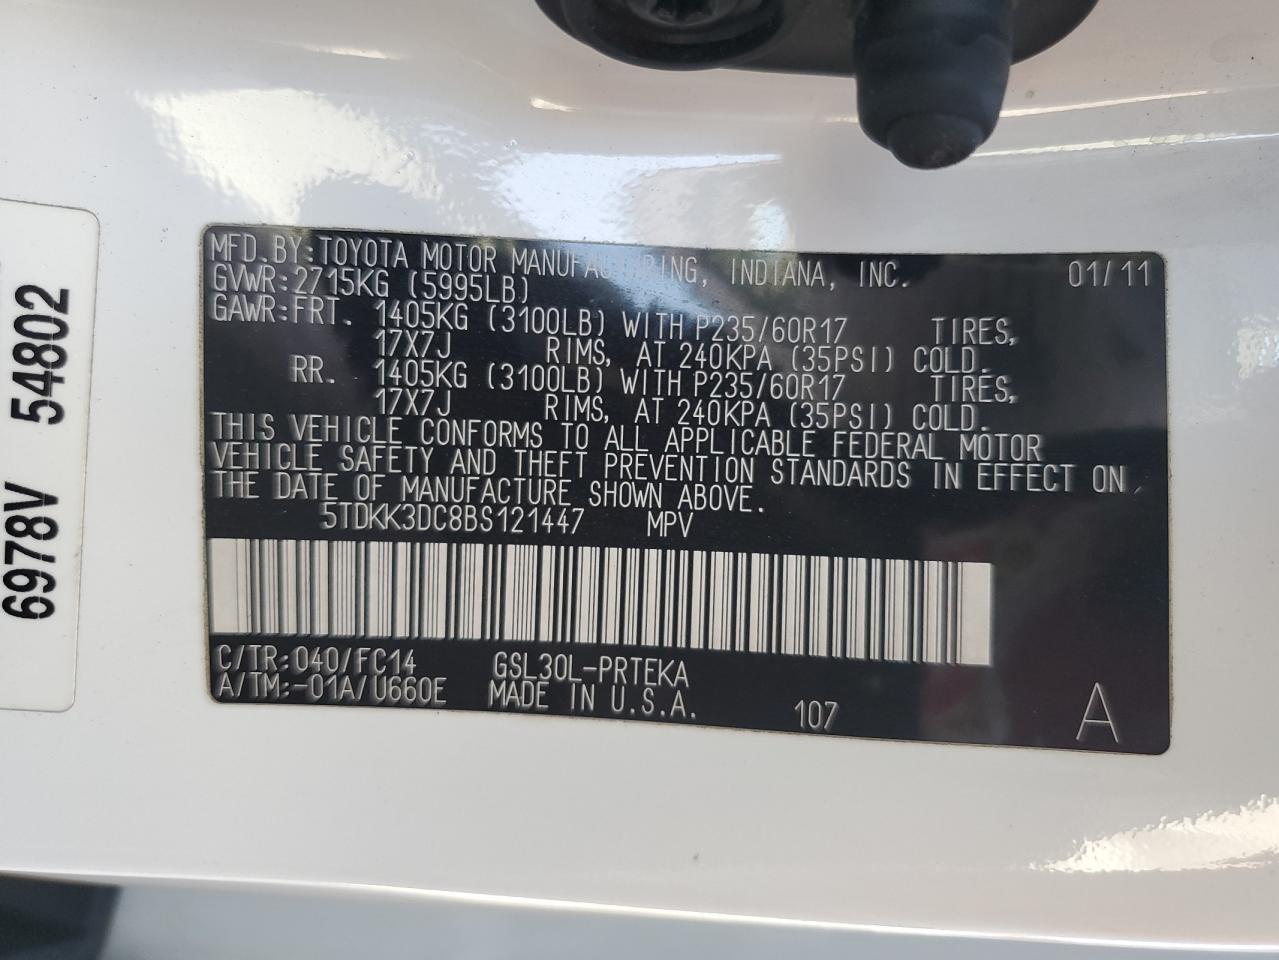 MFD.BY:TOYOTA MOTOR MANUFACTURING, INDIANA, INC. 01/11
GVWR:2715KG (5995LB)
GAWR:FRT. 1405KG (3100LB) WITH P235/60R17 TIRES,
17X7J RIMS, AT 240KPA (35PSI) COLD.
RR. 1405KG (3100LB) WITH P235/60R17 TIRES,
17X7J RIMS, AT 240KPA (35PSI) COLD.
THIS VEHICLE CONFORMS TO ALL APPLICABLE FEDERAL MOTOR
VEHICLE SAFETY AND THEFT PREVENTION STANDARDS IN EFFECT ON
THE DATE OF MANUFACTURE SHOWN ABOVE.
5TDKK3DC8BS121447 MPV
C/TR:040/FC14 GSL30L-PRTEKA
A/TM:-01A/U660E MADE IN U.S.A. 107 A
6978V 54802